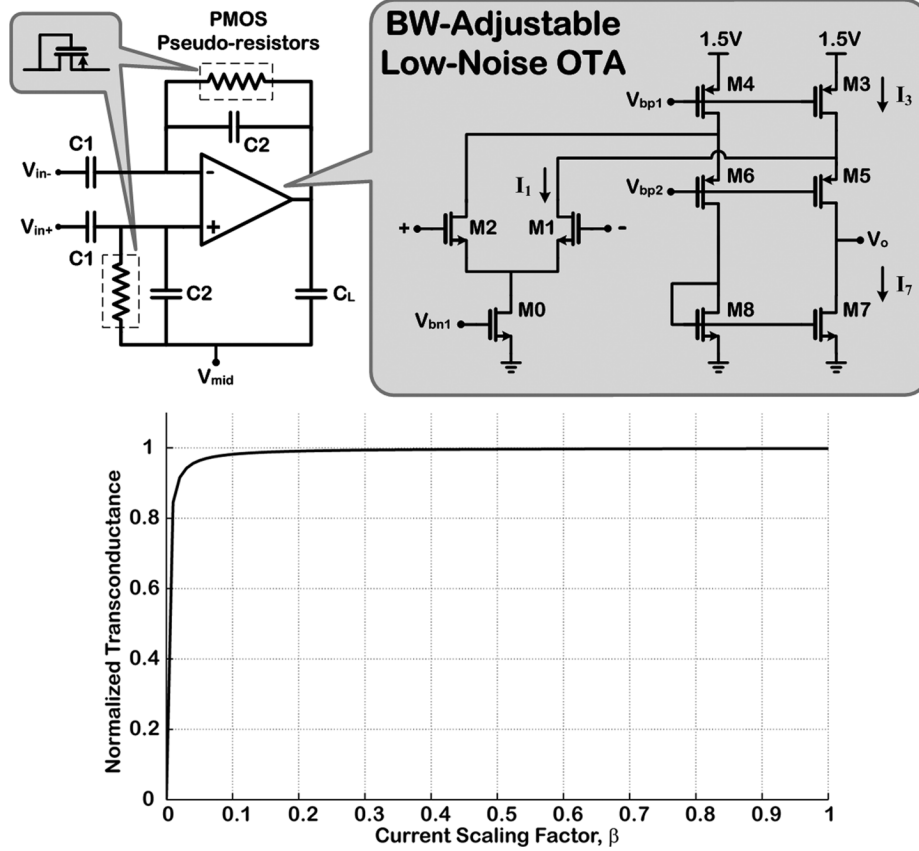 PMOS
Pseudo-resistors
C2
C1
Vin-
Vin+
C1
-
+
C2
CL
Vmid
BW-Adjustable
Low-Noise OTA
1.5V
1.5V
M4
M3
I3
Vbp1
M6
M5
Vbp2
I1
+
M2
M1
-
Vo
I7
Vbn1
M0
M8
M7
Normalized Transconductance
1
0.8
0.6
0.4
0.2
0
0 0.1 0.2 0.3 0.4 0.5 0.6 0.7 0.8 0.9 1
Current Scaling Factor, β